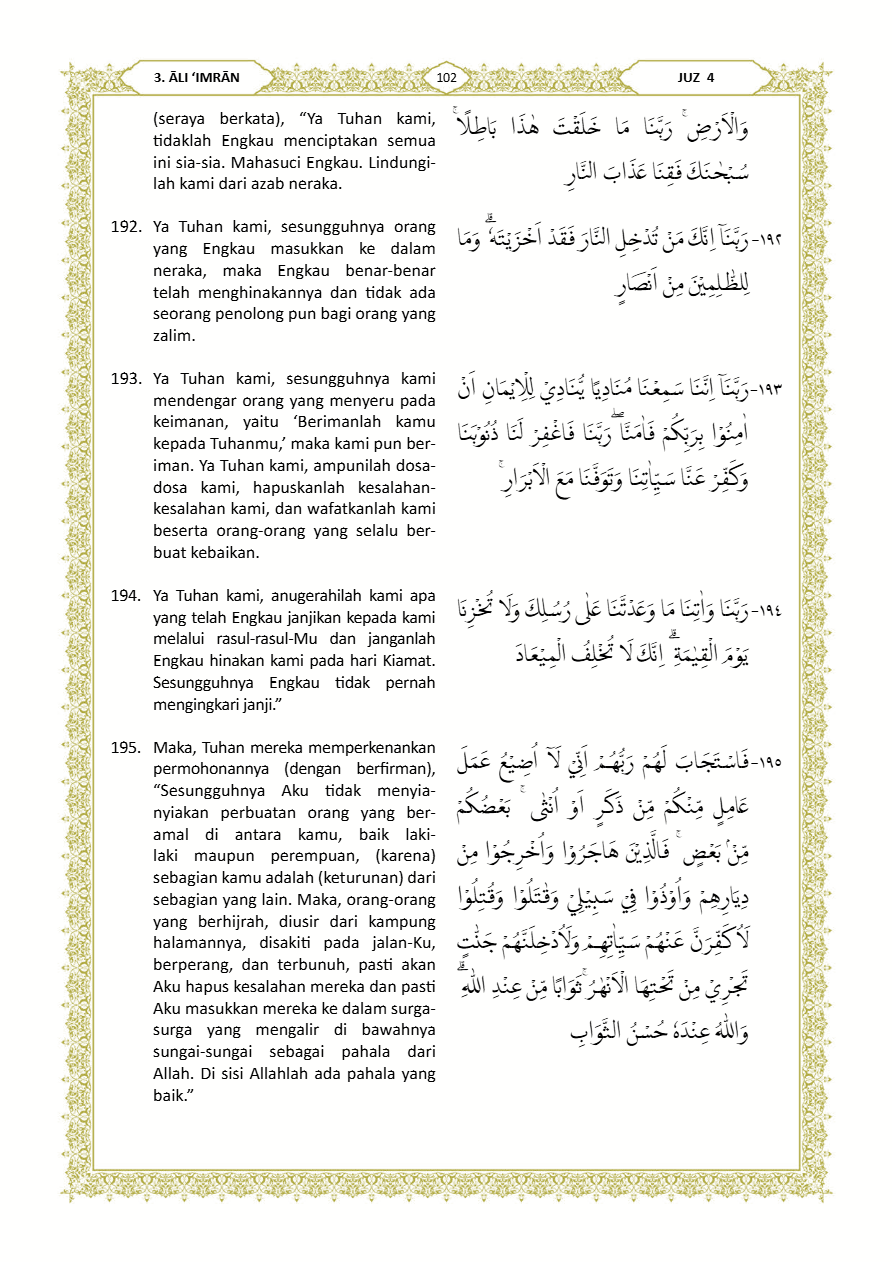 3. ĀLI ‘IMRĀN
102
JUZ 4
(seraya berkata), “Ya Tuhan kami,
tidaklah Engkau menciptakan semua
ini sia-sia. Mahasuci Engkau. Lindungi-
lah kami dari azab neraka.
وَالْاَرْضِۚ رَبَّنَا مَا خَلَقْتَ هٰذَا بَاطِلًاۚ
سُبْحٰنَكَ فَقِنَا عَذَابَ النَّارِ
192. Ya Tuhan kami, sesungguhnya orang
yang Engkau masukkan ke dalam
neraka, maka Engkau benar-benar
telah menghinakannya dan tidak ada
seorang penolong pun bagi orang yang
zalim.
١٩٢- رَبَّنَآ اِنَّكَ مَنْ تُدْخِلِ النَّارَ فَقَدْ اَخْزَيْتَهٗ ۗ وَمَا
لِلظّٰلِمِيْنَ مِنْ اَنْصَارٍ
193. Ya Tuhan kami, sesungguhnya kami
mendengar orang yang menyeru pada
keimanan, yaitu ‘Berimanlah kamu
kepada Tuhanmu,’ maka kami pun ber-
iman. Ya Tuhan kami, ampunilah dosa-
dosa kami, hapuskanlah kesalahan-
kesalahan kami, dan wafatkanlah kami
beserta orang-orang yang selalu ber-
buat kebaikan.
١٩٣- رَبَّنَآ اِنَّنَا سَمِعْنَا مُنَادِيًا يُّنَادِيْ لِلْاِيْمَانِ اَنْ
اٰمِنُوْا بِرَبِّكُمْ فَاٰمَنَّا ۖ رَبَّنَا فَاغْفِرْ لَنَا ذُنُوْبَنَا
وَكَفِّرْ عَنَّا سَيِّاٰتِنَا وَتَوَفَّنَا مَعَ الْاَبْرَارِۚ
194. Ya Tuhan kami, anugerahilah kami apa
yang telah Engkau janjikan kepada kami
melalui rasul-rasul-Mu dan janganlah
Engkau hinakan kami pada hari Kiamat.
Sesungguhnya Engkau tidak pernah
mengingkari janji.”
١٩٤- رَبَّنَا وَاٰتِنَا مَا وَعَدْتَّنَا عَلٰى رُسُلِكَ وَلَا تُخْزِنَا
يَوْمَ الْقِيٰمَةِ ۗ اِنَّكَ لَا تُخْلِفُ الْمِيْعَادَ
195. Maka, Tuhan mereka memperkenankan
permohonannya (dengan berfirman),
“Sesungguhnya Aku tidak menyia-
nyiakan perbuatan orang yang ber-
amal di antara kamu, baik laki-
laki maupun perempuan, (karena)
sebagian kamu adalah (keturunan) dari
sebagian yang lain. Maka, orang-orang
yang berhijrah, diusir dari kampung
halamannya, disakiti pada jalan-Ku,
berperang, dan terbunuh, pasti akan
Aku hapus kesalahan mereka dan pasti
Aku masukkan mereka ke dalam surga-
surga yang mengalir di bawahnya
sungai-sungai sebagai pahala dari
Allah. Di sisi Allahlah ada pahala yang
baik.”
١٩٥- فَاسْتَجَابَ لَهُمْ رَبُّهُمْ اَنِّيْ لَآ اُضِيْعُ عَمَلَ
عَامِلٍ مِّنْكُمْ مِّنْ ذَكَرٍ اَوْ اُنْثٰىۚ بَعْضُكُمْ
مِّنْۢ بَعْضٍۚ فَالَّذِيْنَ هَاجَرُوْا وَاُخْرِجُوْا مِنْ
دِيَارِهِمْ وَاُوْذُوْا فِيْ سَبِيْلِيْ وَقٰتَلُوْا وَقُتِلُوْا
لَاُكَفِّرَنَّ عَنْهُمْ سَيِّاٰتِهِمْ وَلَاُدْخِلَنَّهُمْ جَنّٰتٍ
تَجْرِيْ مِنْ تَحْتِهَا الْاَنْهٰرُۚ ثَوَابًا مِّنْ عِنْدِ اللّٰهِ ۗ
وَاللّٰهُ عِنْدَهٗ حُسْنُ الثَّوَابِ